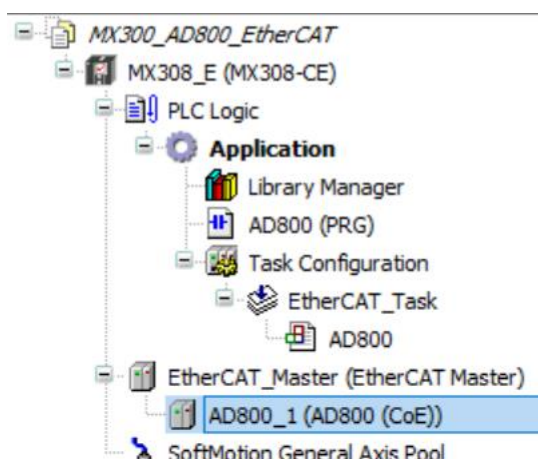 MX300_AD800_EtherCAT
MX308_E (MX308-CE)
PLC Logic
Application
Library Manager
AD800 (PRG)
Task Configuration
EtherCAT_Task
AD800
EtherCAT_Master (EtherCAT Master)
AD800_1 (AD800 (CoE))
SoftMotion General Axis Pool